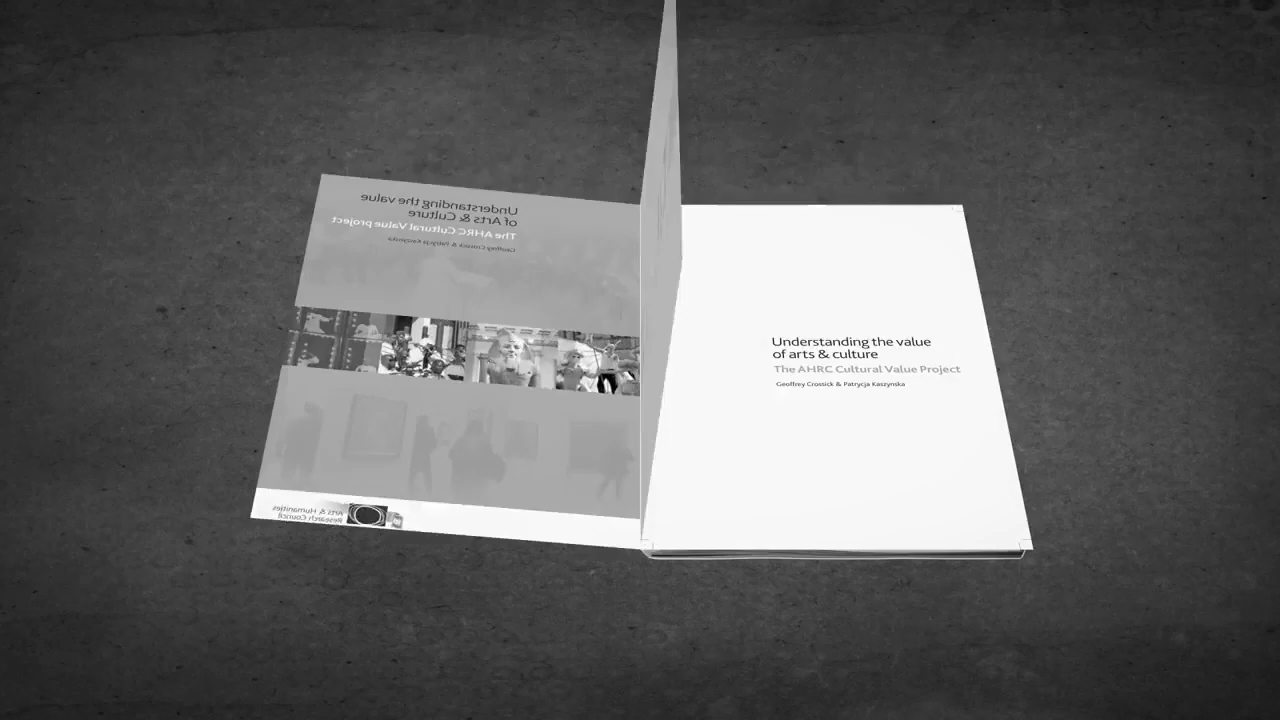 Understanding the value
of Arts & Culture
The AHRC Cultural Value project
Geoffrey Crossick & Patrycja Kaszynska
Arts & Humanities
Research Council
Understanding the value
of arts & culture
The AHRC Cultural Value Project
Geoffrey Crossick & Patrycja Kaszynska